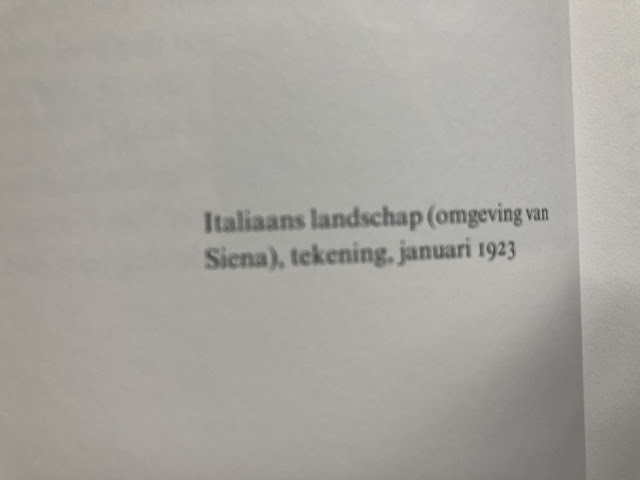 Italiaans landschap (omgeving van
Siena), tekening, januari 1923